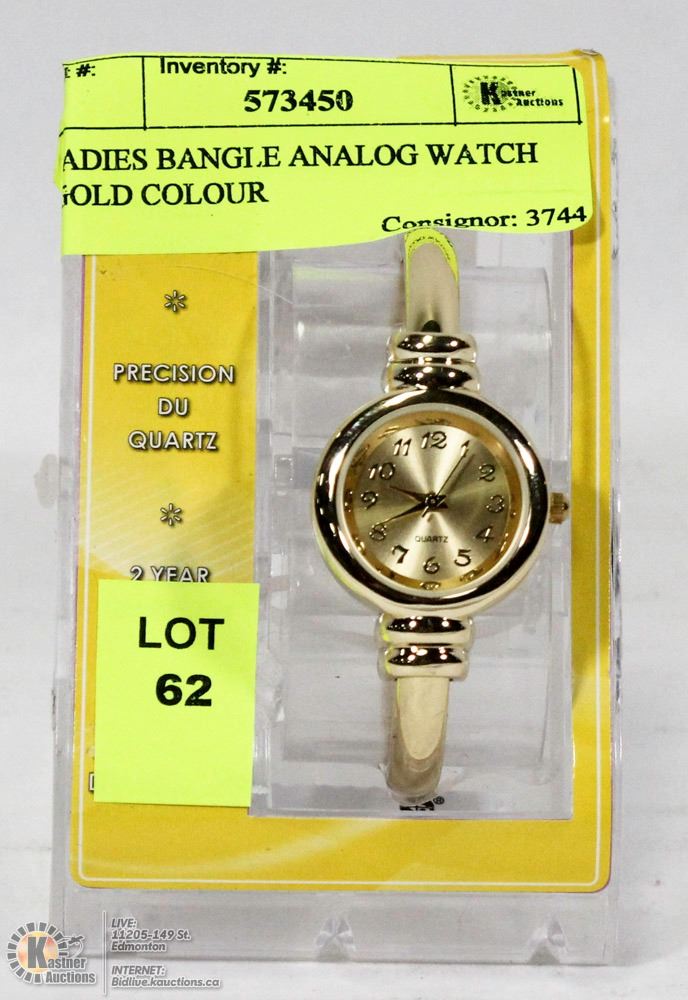 #:
Inventory #:
573450
Kastner
Auctions
ADIES BANGLE ANALOG WATCH
GOLD COLOUR
Consignor: 3744
PRECISION
DU
QUARTZ
2 YEAR
LOT
62
11 12 1
10 2
9 3
8 4
7 6 5
QUARTZ
Kastner
Auctions
LIVE:
11205-149 St.
Edmonton
INTERNET:
Bidlive.kauctions.ca